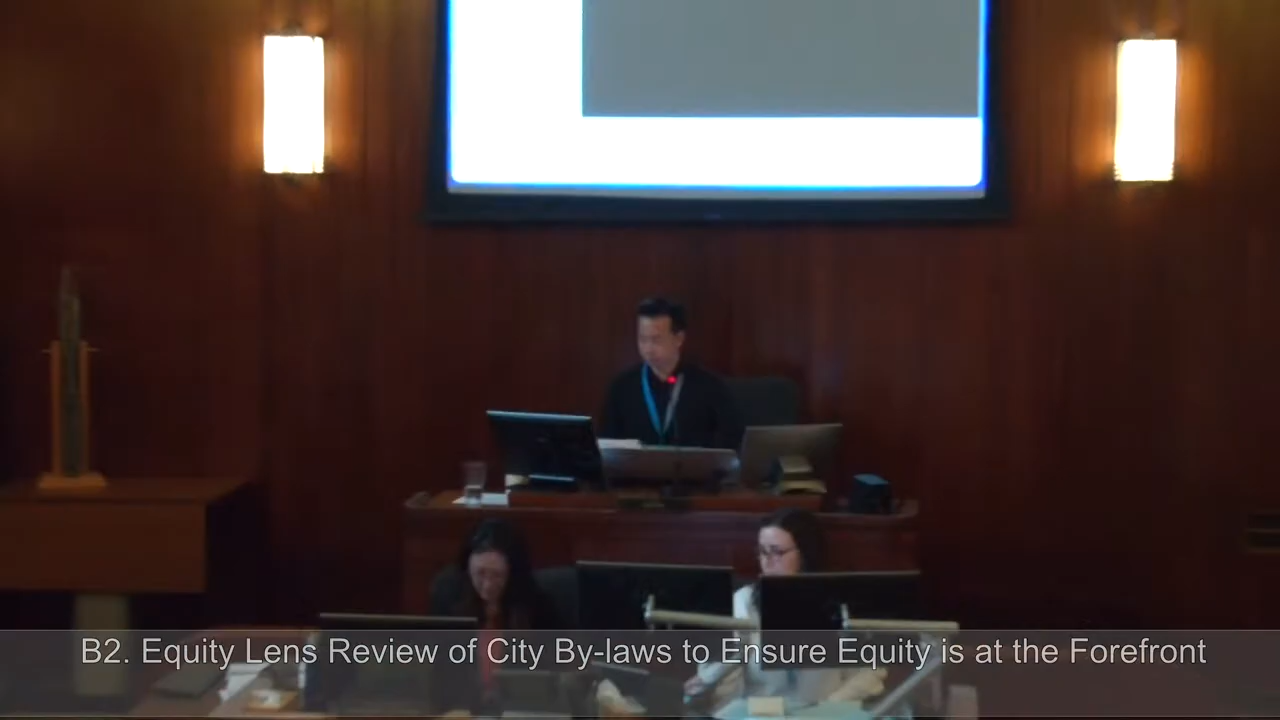 B2. Equity Lens Review of City By-laws to Ensure Equity is at the Forefront